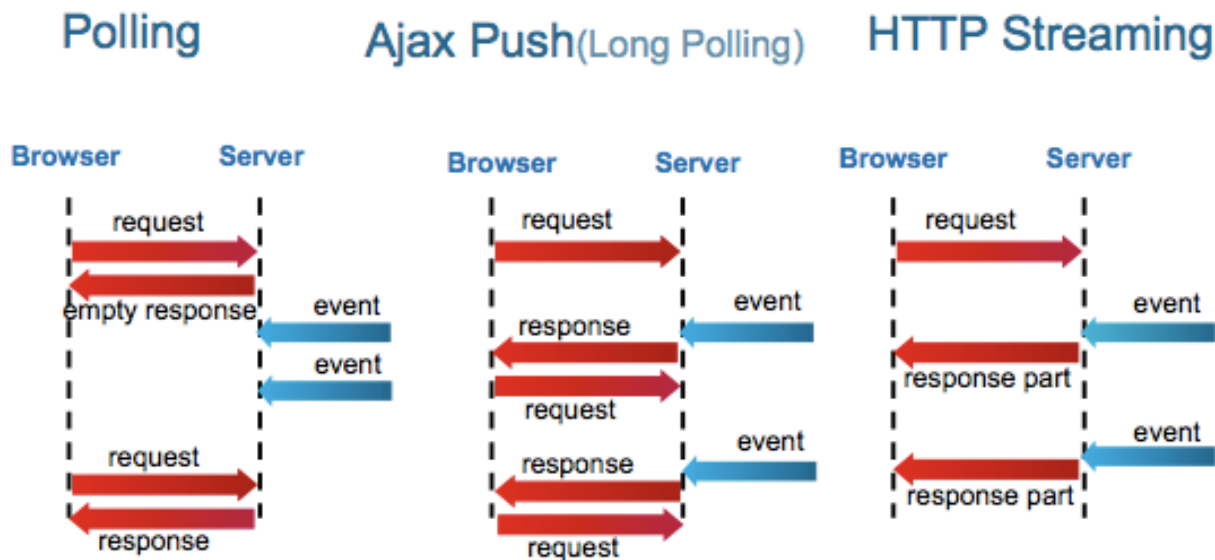 Polling
Browser Server
request
empty response
event
event
request
response
Ajax Push(Long Polling)
Browser Server
request
event
response
request
event
response
request
HTTP Streaming
Browser Server
request
event
response part
event
response part